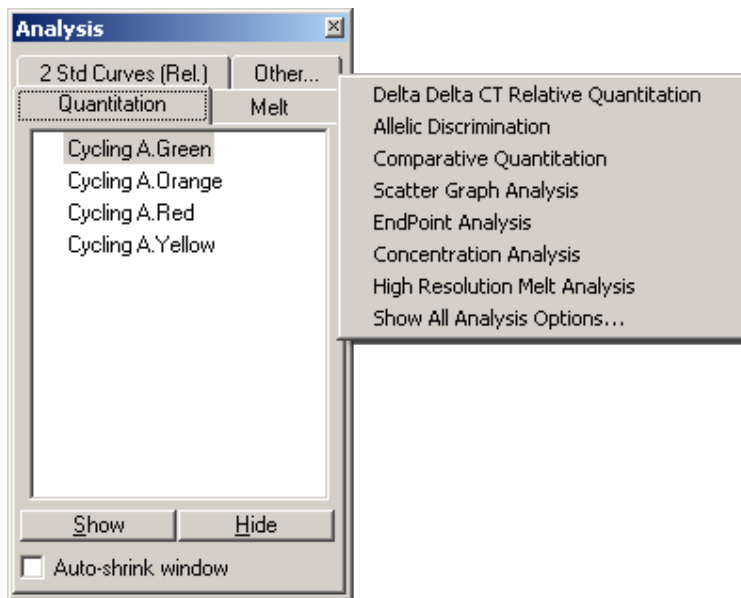 Analysis
2 Std Curves (Rel.)
Other...
Quantitation
Melt
Cycling A.Green
Cycling A.Orange
Cycling A.Red
Cycling A.Yellow
Show
Hide
Auto-shrink window
Delta Delta CT Relative Quantitation
Allelic Discrimination
Comparative Quantitation
Scatter Graph Analysis
EndPoint Analysis
Concentration Analysis
High Resolution Melt Analysis
Show All Analysis Options...